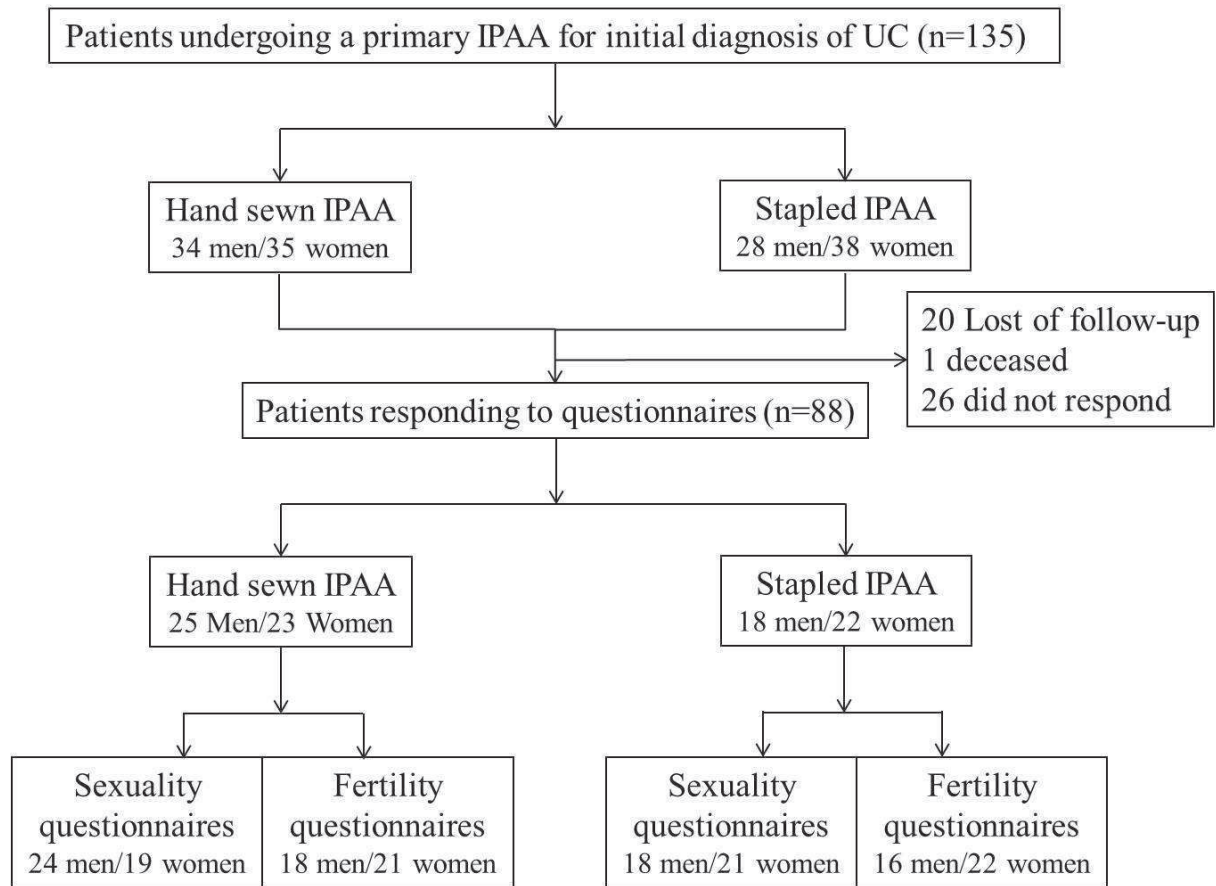 Patients undergoing a primary IPAA for initial diagnosis of UC (n=135)
Hand sewn IPAA
34 men/35 women
Stapled IPAA
28 men/38 women
20 Lost of follow-up
1 deceased
26 did not respond
Patients responding to questionnaires (n=88)
Hand sewn IPAA
25 Men/23 Women
Stapled IPAA
18 men/22 women
Sexuality
questionnaires
24 men/19 women
Fertility
questionnaires
18 men/21 women
Sexuality
questionnaires
18 men/21 women
Fertility
questionnaires
16 men/22 women